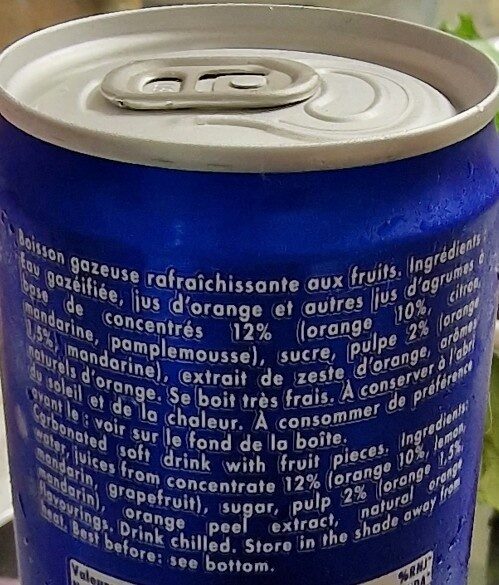 Boisson gazeuse rafraîchissante aux fruits. Ingrédients :
Eau gazéifiée, jus d'orange et autres jus d'agrumes à
base de concentrés 12% (orange 10%, citron,
mandarine, pamplemousse), sucre, pulpe 2% (orange
1,5%, mandarine), extrait de zeste d'orange, arômes
naturels d'orange. Se boit très frais. À conserver à l'abri
du soleil et de la chaleur. À consommer de préférence
avant le : voir sur le fond de la boîte.
Carbonated soft drink with fruit pieces. Ingredients:
water, juices from concentrate 12% (orange 10%, lemon,
mandarin, grapefruit), sugar, pulp 2% (orange 1,5%,
mandarin), orange peel extract, natural orange
flavourings. Drink chilled. Store in the shade away from
heat. Best before: see bottom.